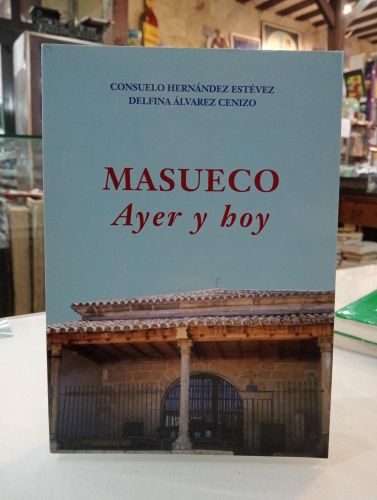 CONSUELO HERNÁNDEZ ESTÉVEZ
DELFINA ÁLVAREZ CENIZO
MASUECO
Ayer y hoy